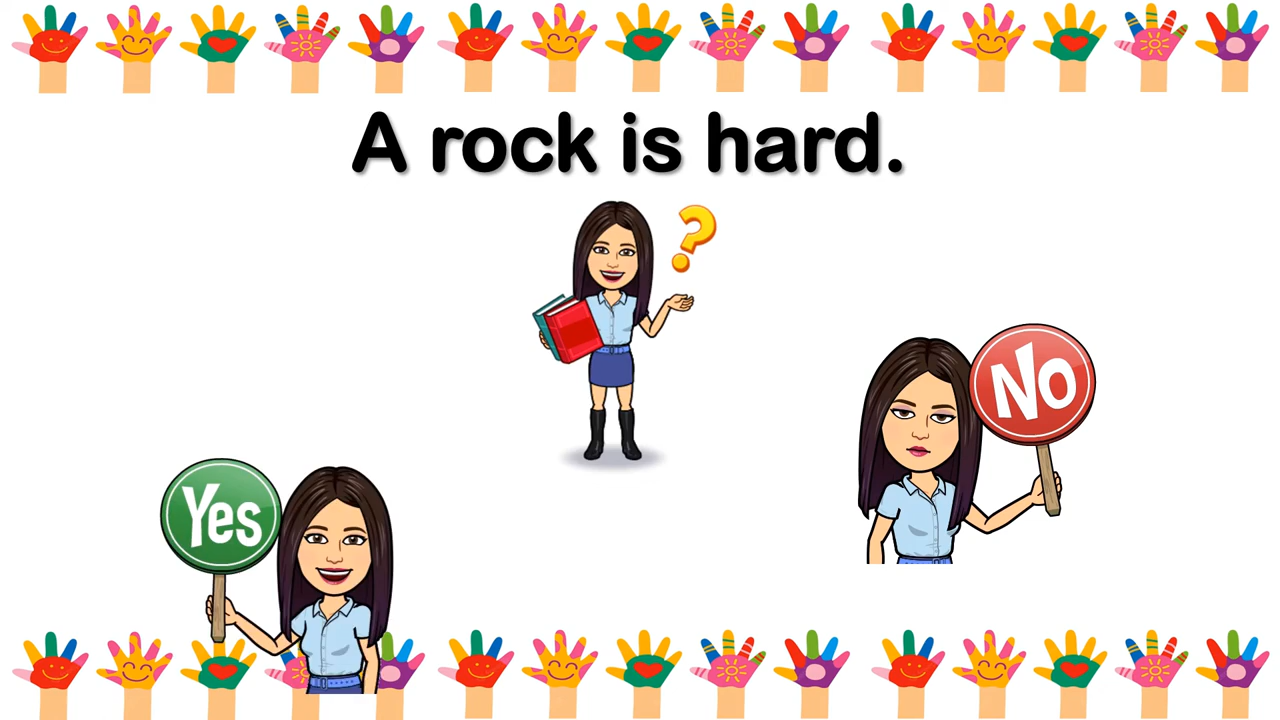 A rock is hard.
?
No
Yes